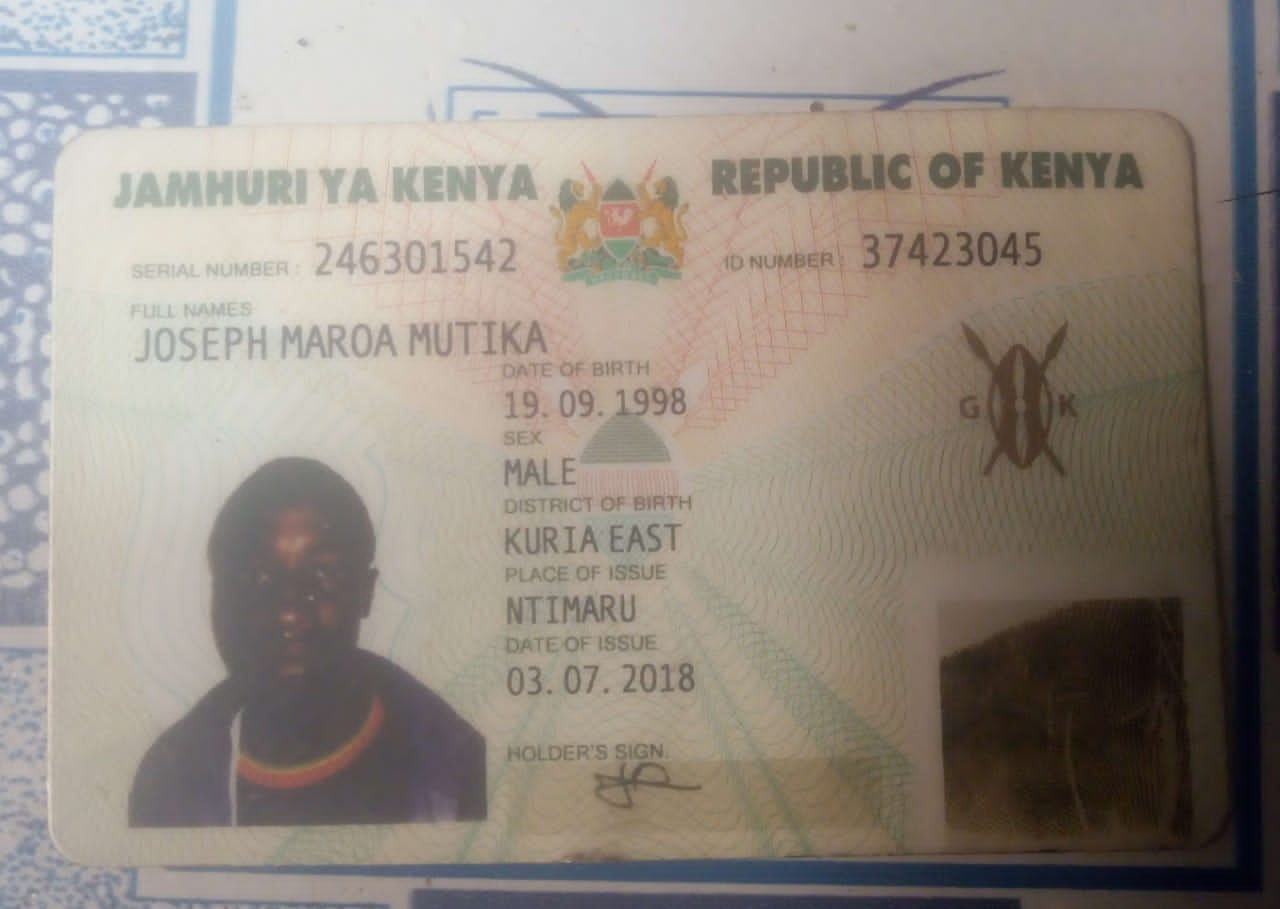 JAMHURI YA KENYA REPUBLIC OF KENYA
SERIAL NUMBER : 246301542 ID NUMBER : 37423045
FULL NAMES
JOSEPH MAROA MUTIKA
DATE OF BIRTH
19. 09. 1998
SEX
MALE
DISTRICT OF BIRTH
KURIA EAST
PLACE OF ISSUE
NTIMARU
DATE OF ISSUE
03. 07. 2018
HOLDER'S SIGN.
G K